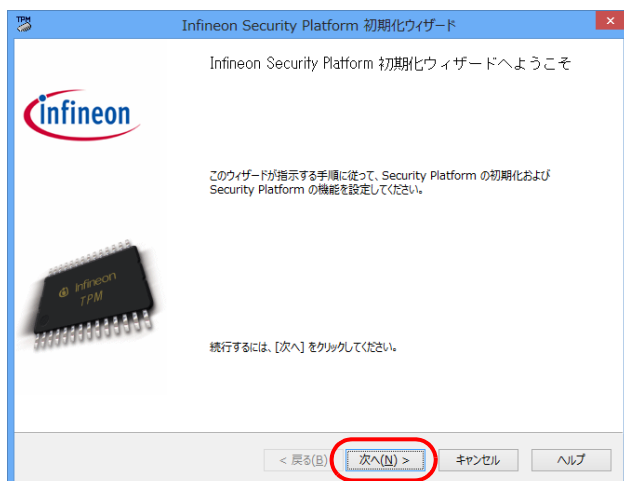 TPM
Infineon Security Platform 初期化ウィザード
Infineon Security Platform 初期化ウィザードへようこそ
infineon
このウィザードが指示する手順に従って、Security Platform の初期化および
Security Platform の機能を設定してください。
Infineon
TPM
続行するには、[次へ] をクリックしてください。
< 戻る(B)
次へ(N) >
キャンセル
ヘルプ